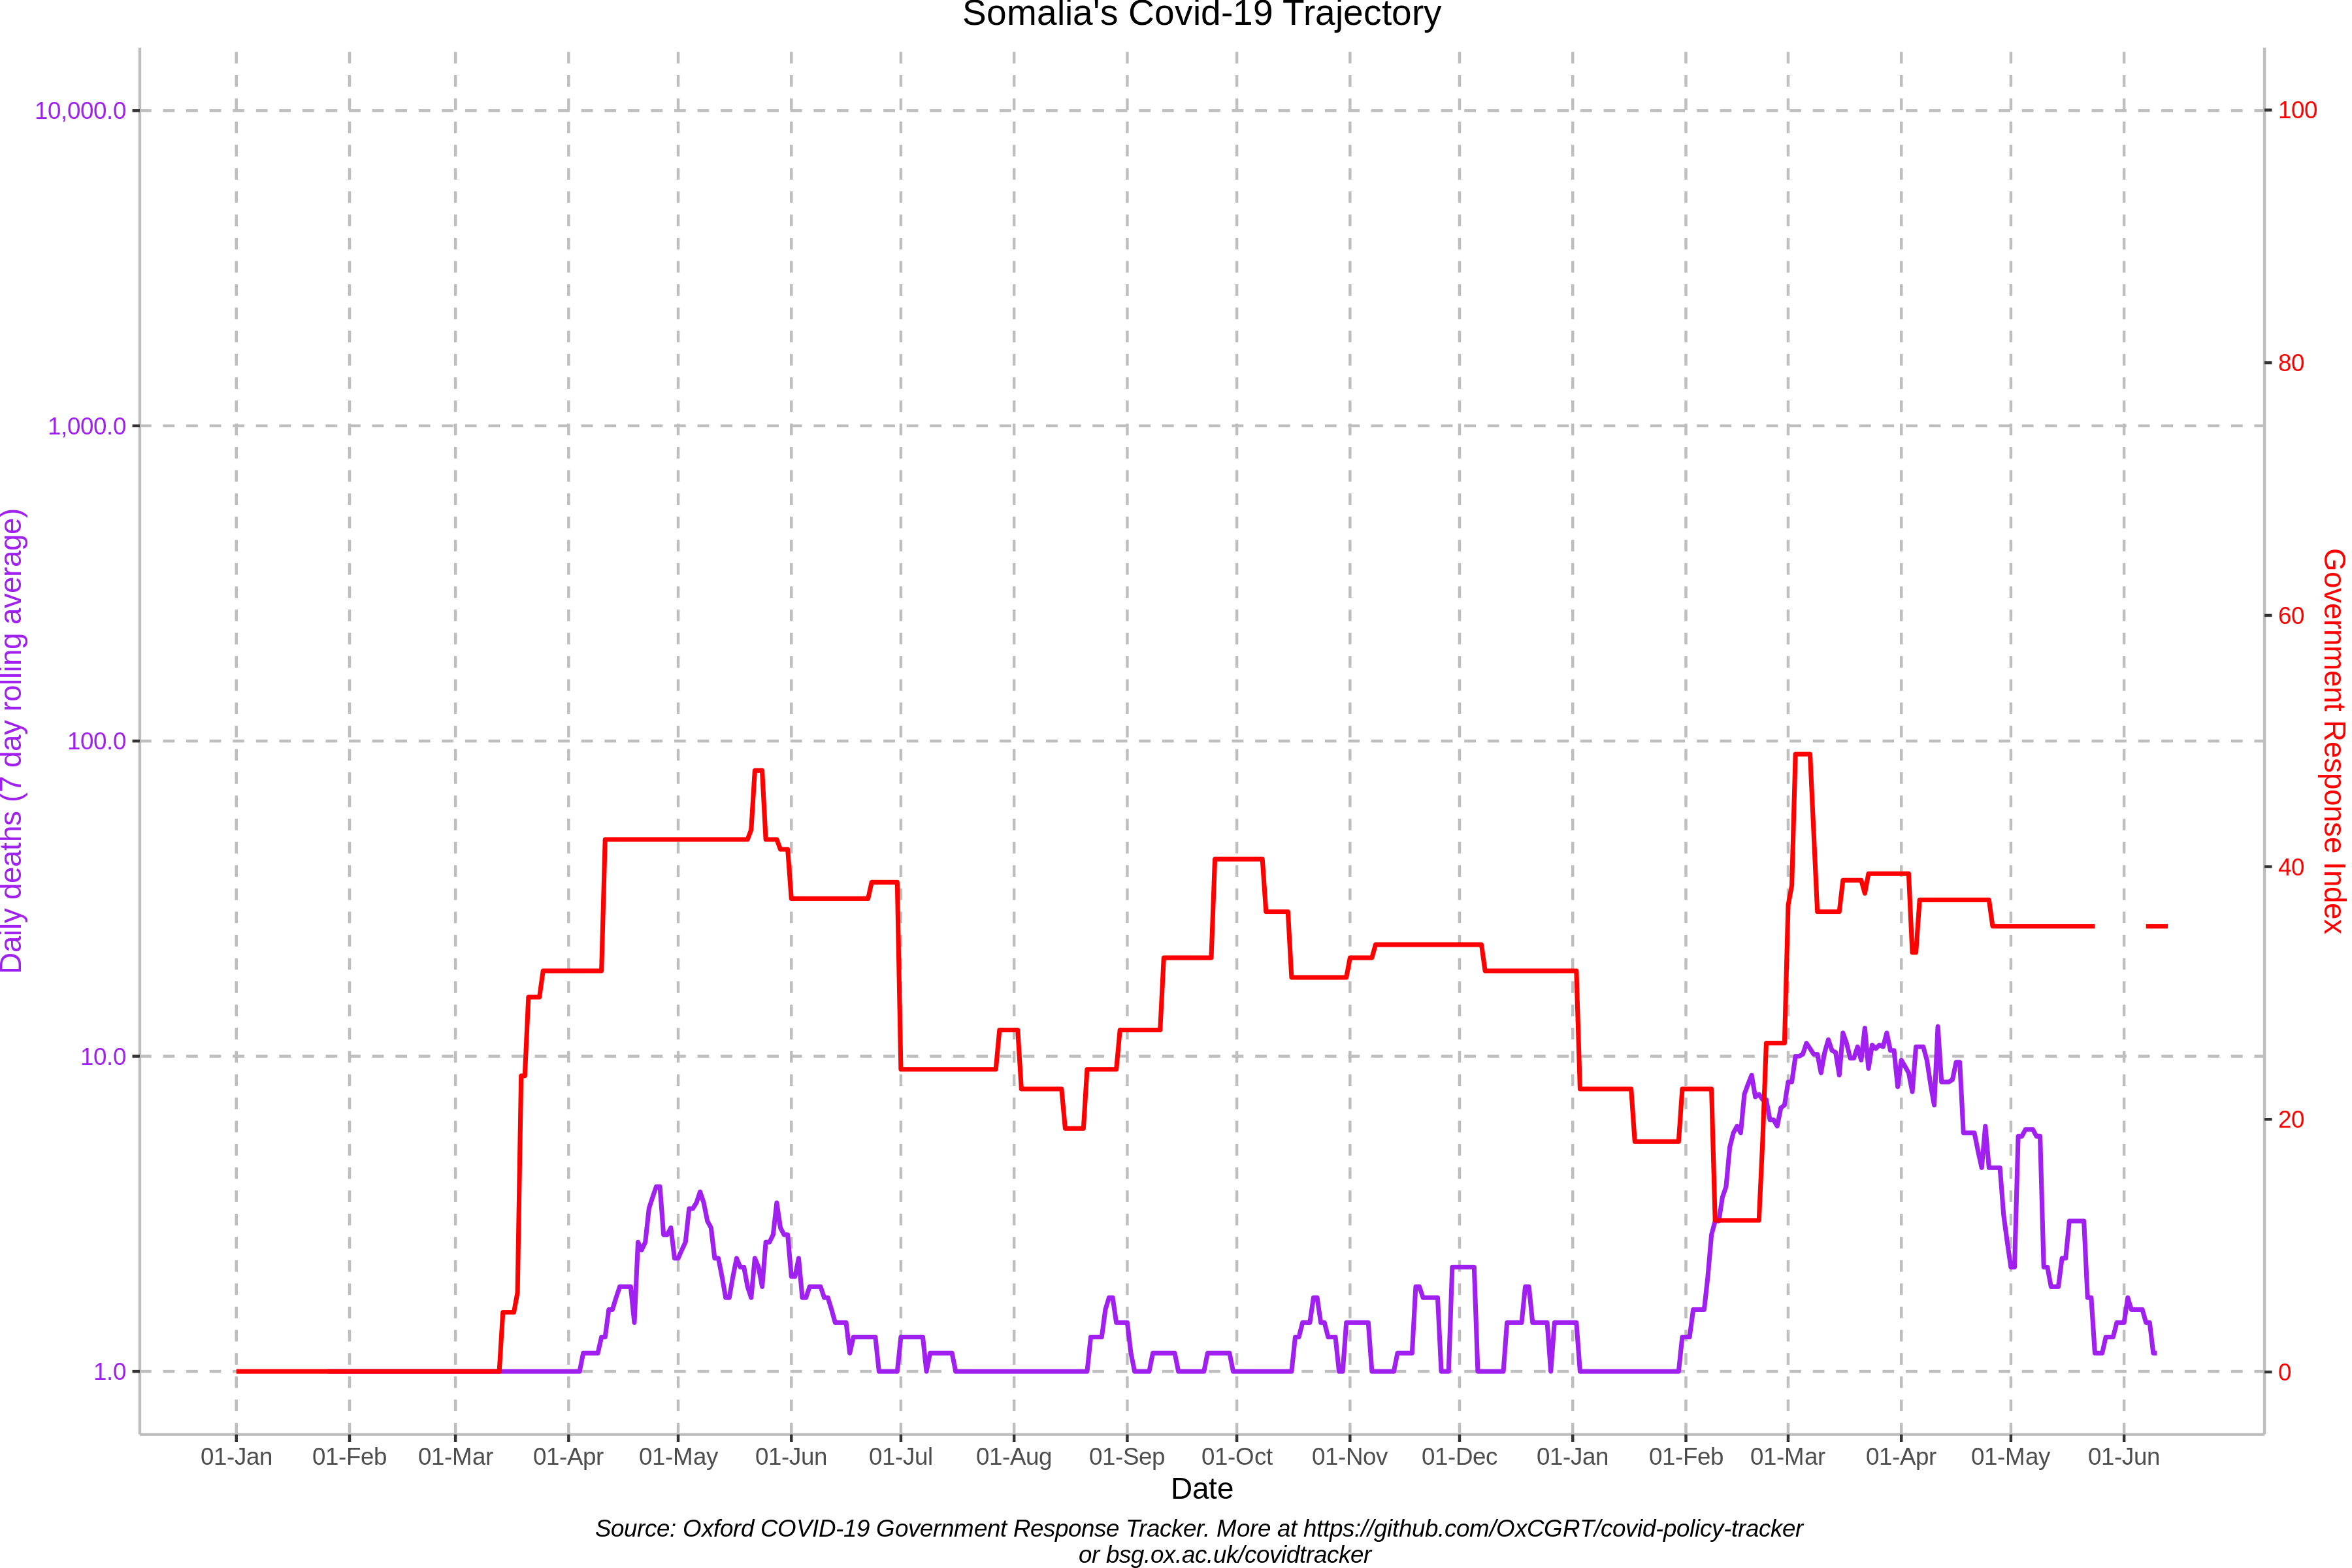 Somalia's Covid-19 Trajectory
10,000.0
1,000.0
100.0
10.0
1.0
Daily deaths (7 day rolling average)
100
80
60
40
20
0
Government Response Index
01-Jan 01-Feb 01-Mar 01-Apr 01-May 01-Jun 01-Jul 01-Aug 01-Sep 01-Oct 01-Nov 01-Dec 01-Jan 01-Feb 01-Mar 01-Apr 01-May 01-Jun
Date
Source: Oxford COVID-19 Government Response Tracker. More at https://github.com/OxCGRT/covid-policy-tracker
or bsg.ox.ac.uk/covidtracker